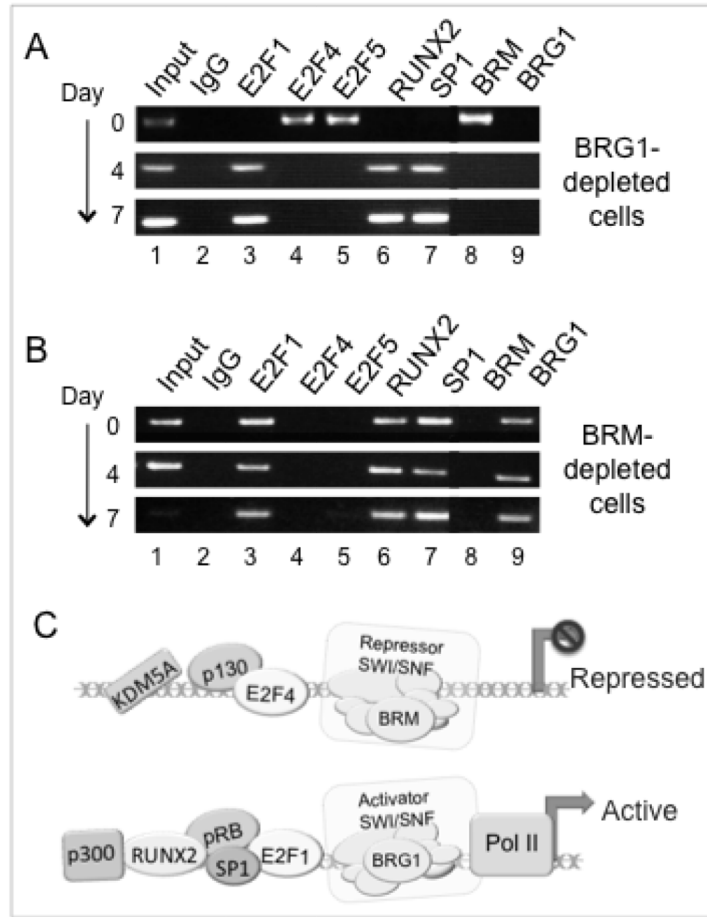 A
Input IgG E2F1 E2F4 E2F5 RUNX2 SP1 BRM BRG1
Day
0
4
7
1 2 3 4 5 6 7 8 9
BRG1-
depleted
cells
B
Input IgG E2F1 E2F4 E2F5 RUNX2 SP1 BRM BRG1
Day
0
4
7
1 2 3 4 5 6 7 8 9
BRM-
depleted
cells
C
KDM5A
p130
E2F4
Repressor
SWI/SNF
BRM
Repressed
p300
RUNX2
pRB
SP1
E2F1
Activator
SWI/SNF
BRG1
Pol II
Active